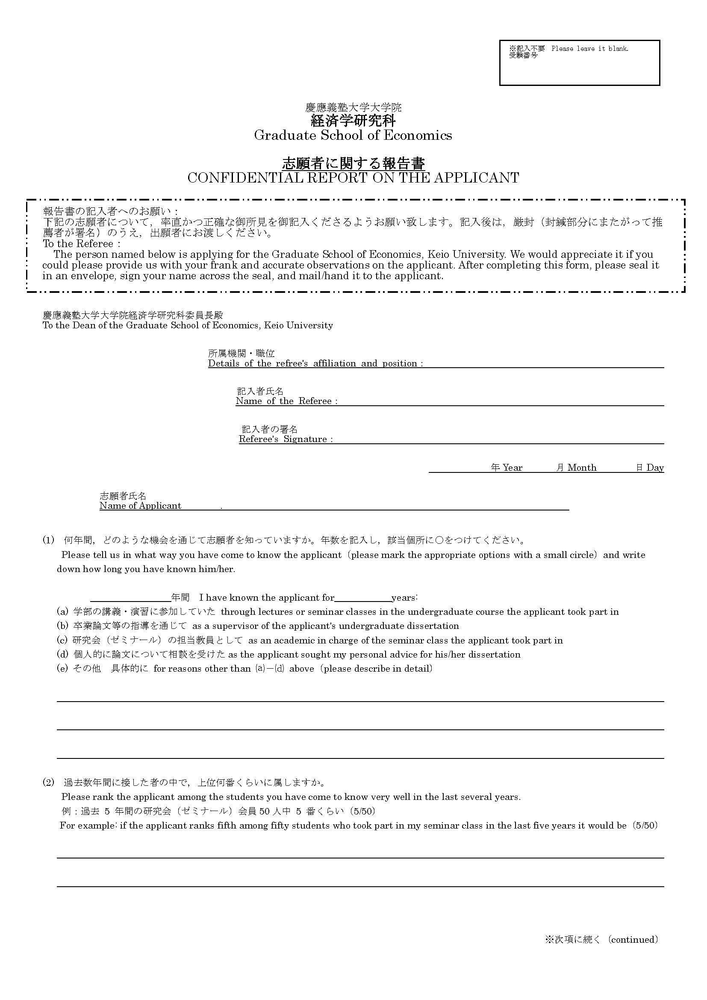 ※記入不要　Please leave it blank.
受験番号
慶應義塾大学大学院
経済学研究科
Graduate School of Economics
志願者に関する報告書
CONFIDENTIAL REPORT ON THE APPLICANT
報告書の記入者へのお願い：
下記の志願者について，率直かつ正確な御所見を御記入くださるようお願い致します。記入後は，厳封（封緘部分にまたがって推
薦者が署名）のうえ，出願者にお渡しください。
To the Referee :
The person named below is applying for the Graduate School of Economics, Keio University. We would appreciate it if you
could please provide us with your frank and accurate observations on the applicant. After completing this form, please seal it
in an envelope, sign your name across the seal, and mail/hand it to the applicant.
慶應義塾大学大学院経済学研究科委員長殿
To the Dean of the Graduate School of Economics, Keio University
所属機関・職位
Details of the refree's affiliation and position :
記入者氏名
Name of the Referee :
記入者の署名
Referee's Signature :
年 Year　月 Month　日 Day
志願者氏名
Name of Applicant .
(1)　何年間，どのような機会を通じて志願者を知っていますか。年数を記入し，該当個所に○をつけてください。
Please tell us in what way you have come to know the applicant（please mark the appropriate options with a small circle）and write
down how long you have known him/her.
年間　I have known the applicant for years:
(a) 学部の講義・演習に参加していた through lectures or seminar classes in the undergraduate course the applicant took part in
(b) 卒業論文等の指導を通じて as a supervisor of the applicant's undergraduate dissertation
(c) 研究会（ゼミナール）の担当教員として as an academic in charge of the seminar class the applicant took part in
(d) 個人的に論文について相談を受けた as the applicant sought my personal advice for his/her dissertation
(e) その他　具体的に for reasons other than (a)－(d) above（please describe in detail）
(2)　過去数年間に接した者の中で，上位何番くらいに属しますか。
Please rank the applicant among the students you have come to know very well in the last several years.
例：過去 5 年間の研究会（ゼミナール）会員 50 人中 5 番くらい（5/50）
For example: if the applicant ranks fifth among fifty students who took part in my seminar class in the last five years it would be（5/50）
※次項に続く（continued）